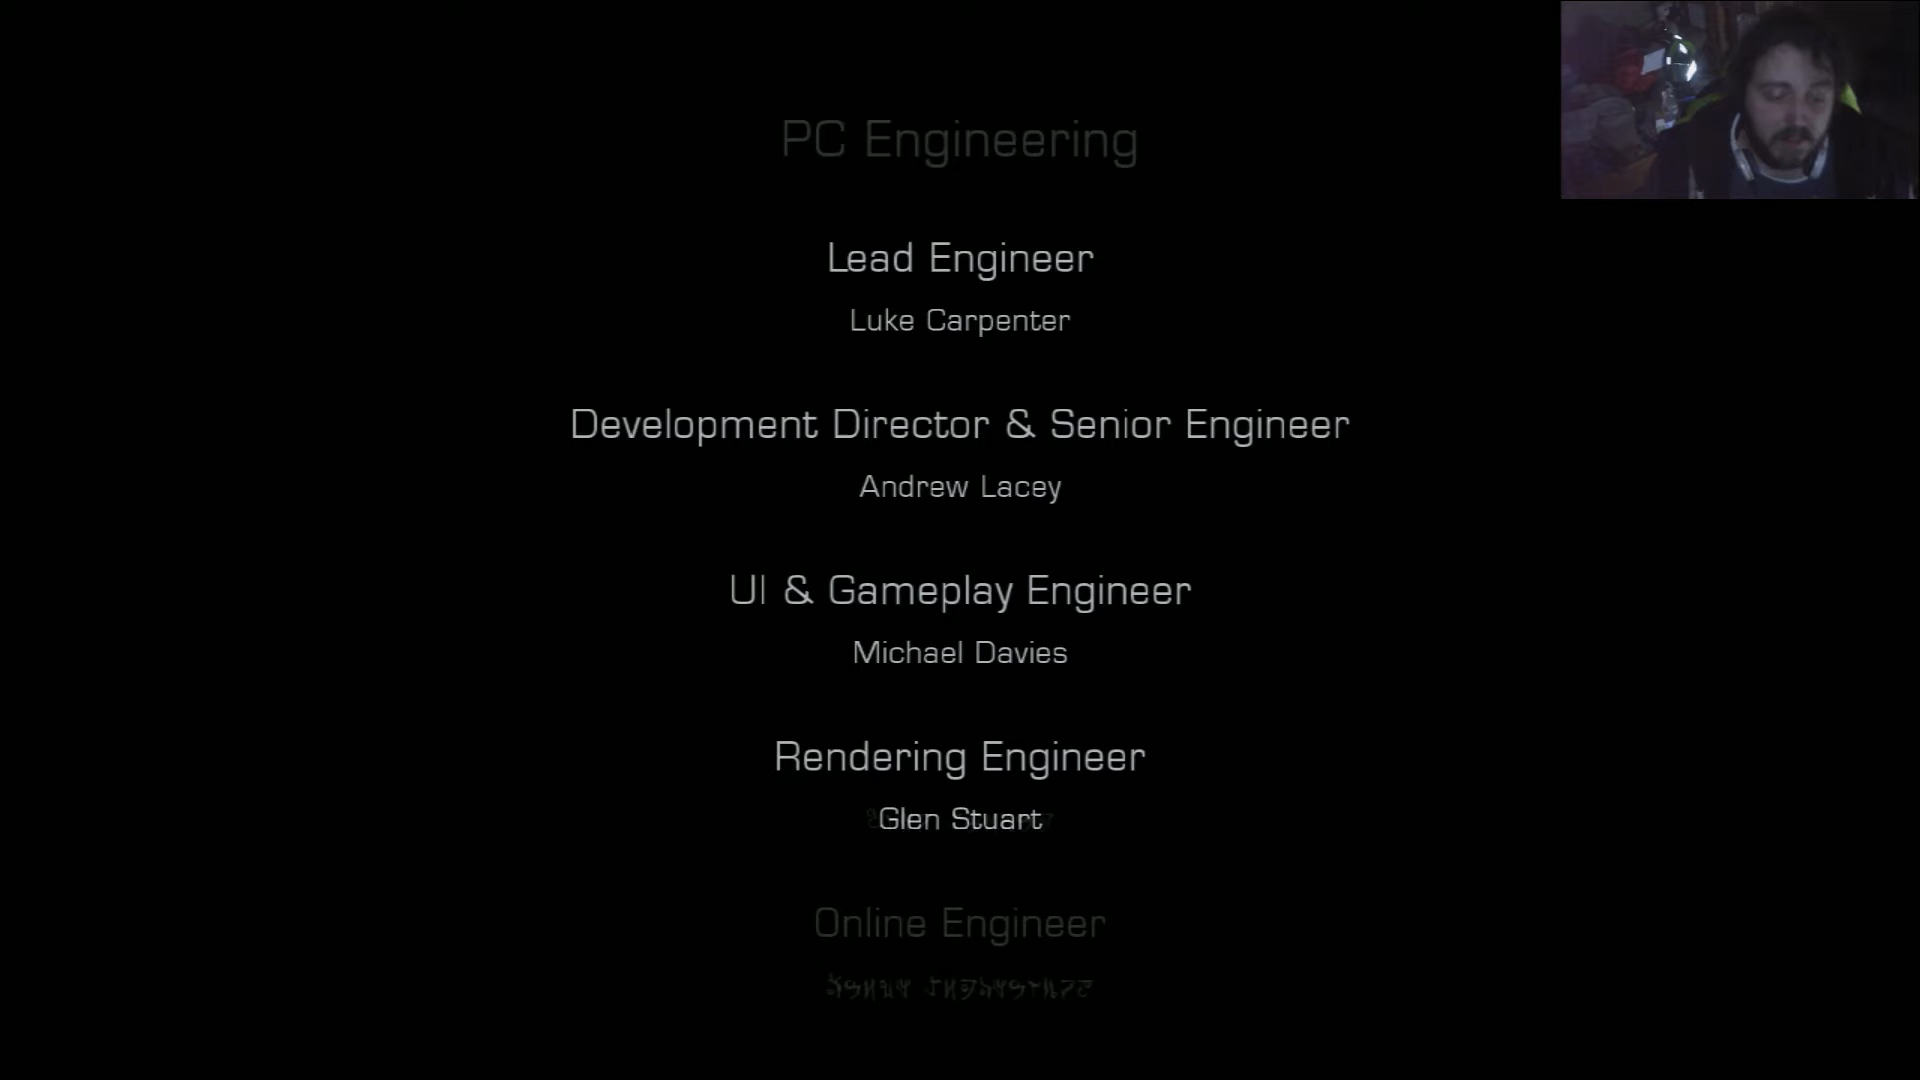 PC Engineering
Lead Engineer
Luke Carpenter
Development Director & Senior Engineer
Andrew Lacey
UI & Gameplay Engineer
Michael Davies
Rendering Engineer
Glen Stuart
Online Engineer